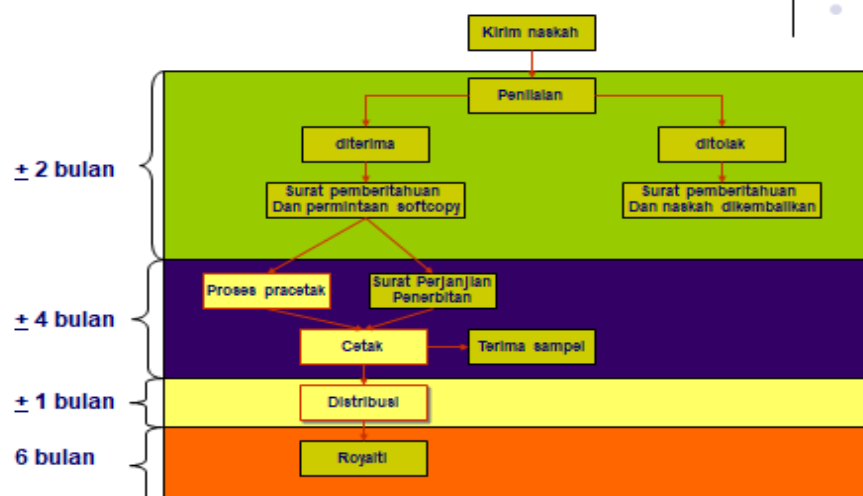 Kirim naskah
Penilaian
diterima
ditolak
± 2 bulan
Surat pemberitahuan
Dan permintaan softcopy
Surat pemberitahuan
Dan naskah dikembalikan
Proses pracetak
Surat Perjanjian
Penerbitan
± 4 bulan
Cetak
Terima sampel
± 1 bulan
Distribusi
6 bulan
Royalti